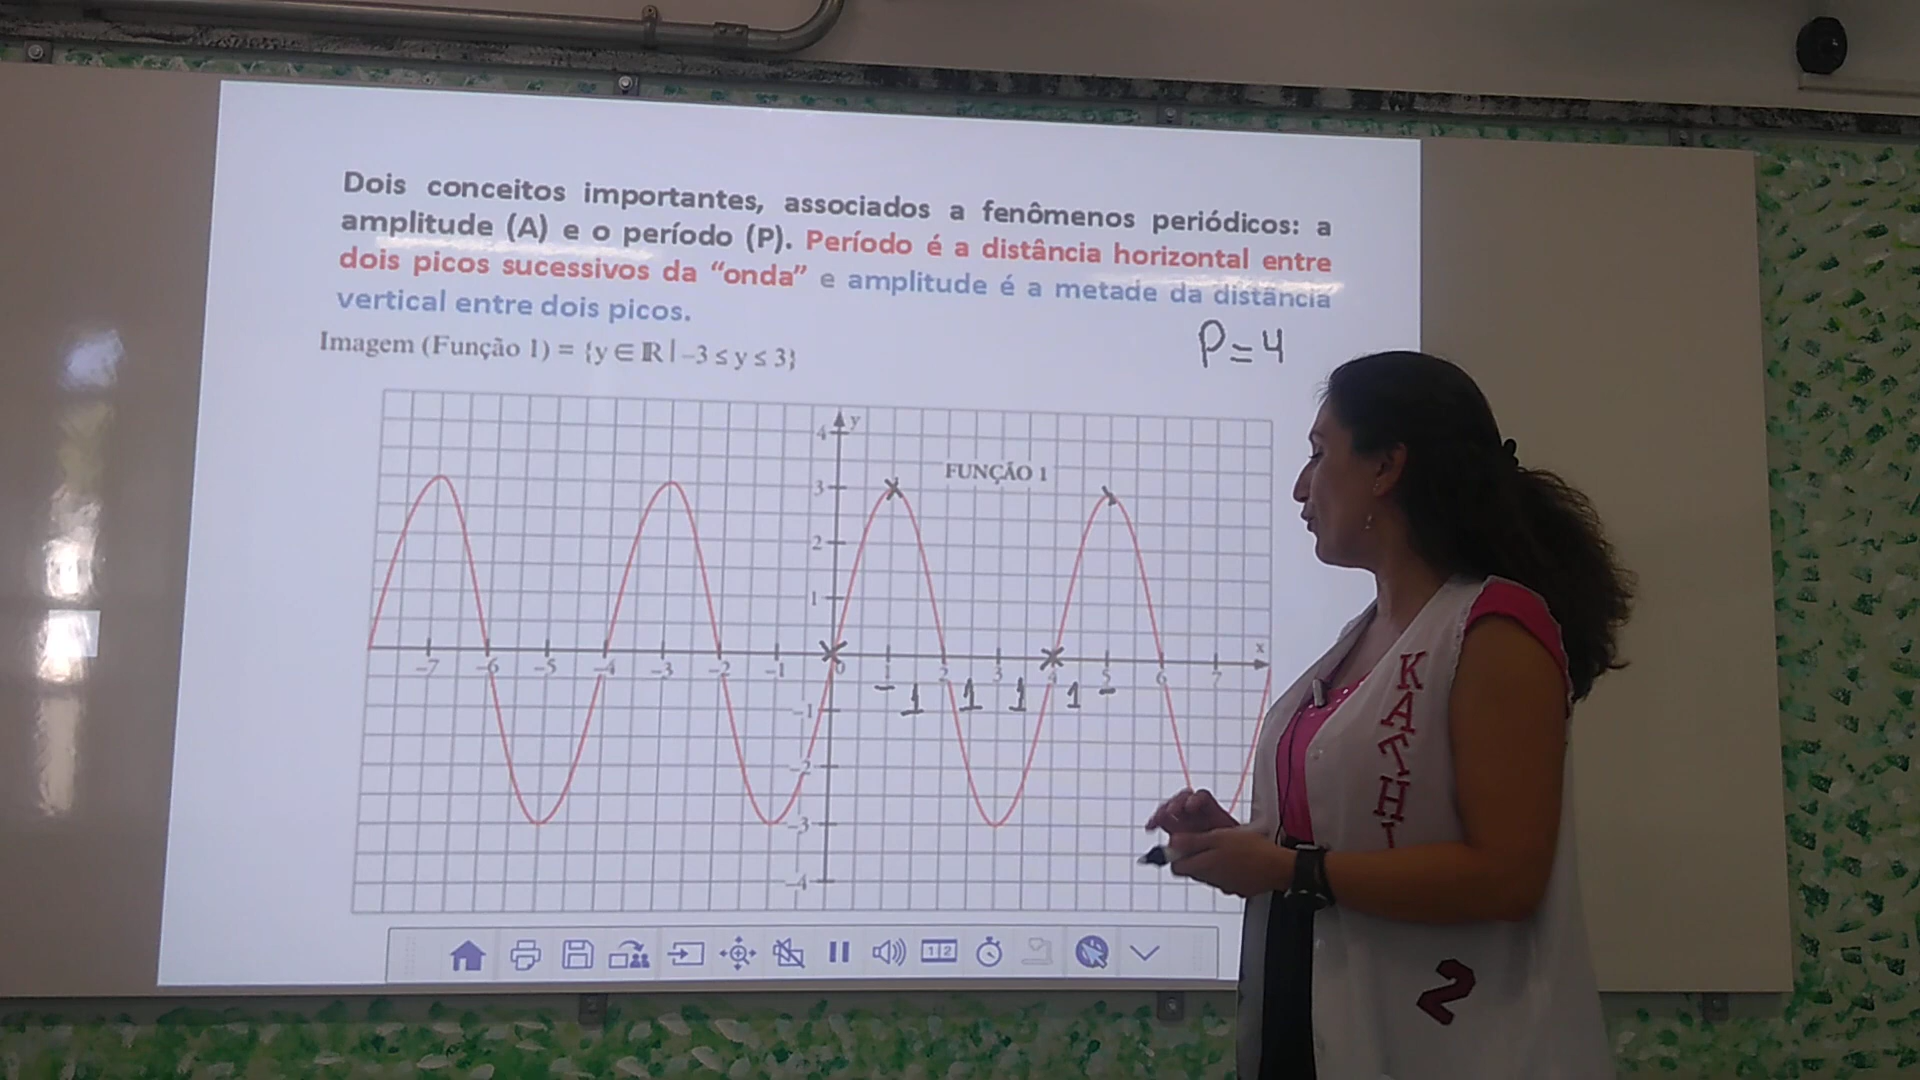 Dois conceitos importantes, associados a fenômenos periódicos: a
amplitude (A) e o período (P). Período é a distância horizontal entre
dois picos sucessivos da “onda” e amplitude é a metade da distância
vertical entre dois picos.
P=4
Imagem (Função 1) = {y ∈ ℝ | –3 ≤ y ≤ 3}
4 y
FUNÇÃO 1
3
2
1
x
–7 –6 –5 –4 –3 –2 –1 0 1 2 3 4 5 6 7
- 1 1 1 1 -
–1
–2
–3
–4
1 2
KATHI
2